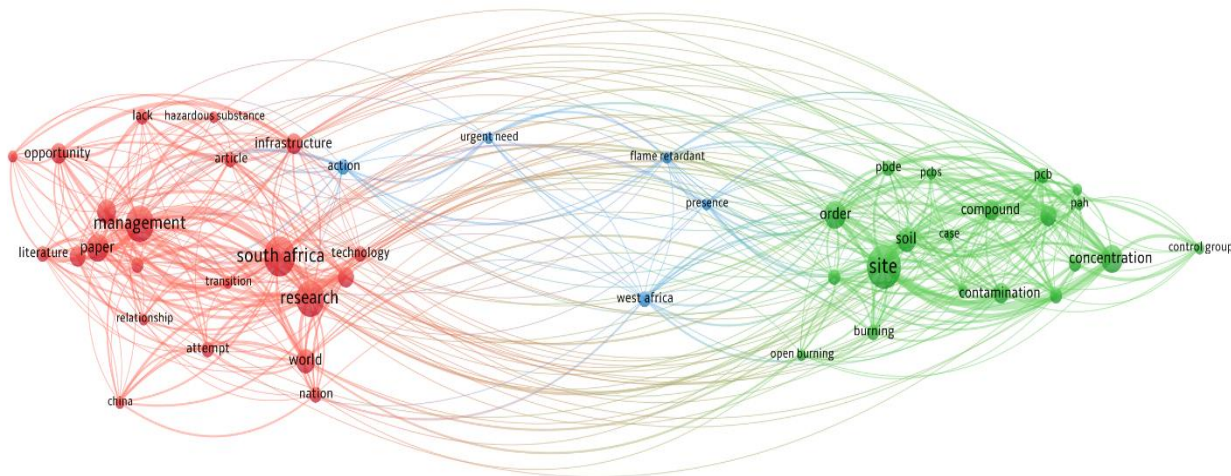 lack
hazardous substance
infrastructure
opportunity
article
action
urgent need
flame retardant
presence
management
paper
literature
south africa
technology
transition
research
relationship
attempt
world
china
nation
west africa
pbde
pcbs
pcb
pah
order
compound
soil
case
site
concentration
control group
contamination
burning
open burning